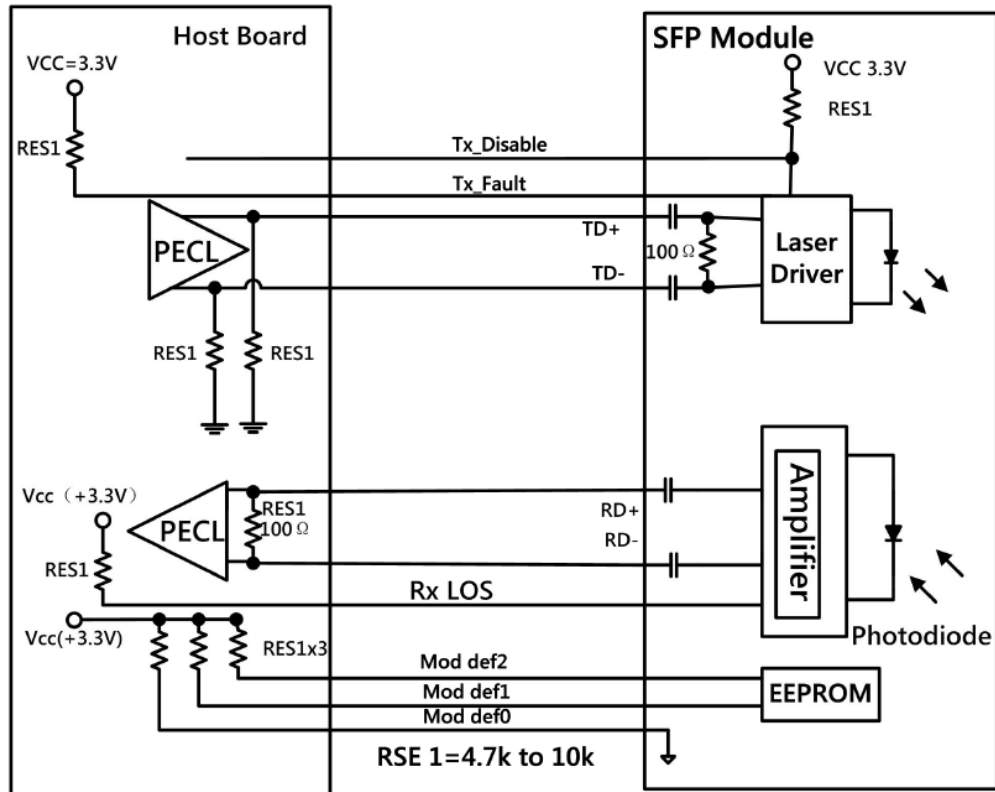 Host Board
SFP Module
VCC=3.3V
VCC 3.3V
RES1
RES1
Tx_Disable
Tx_Fault
PECL
TD+
100Ω
TD-
Laser
Driver
RES1
RES1
Vcc（+3.3V）
PECL
RES1
100Ω
RD+
RD-
Amplifier
RES1
Rx LOS
Vcc(+3.3V)
RES1x3
Photodiode
Mod def2
Mod def1
Mod def0
EEPROM
RSE 1=4.7k to 10k